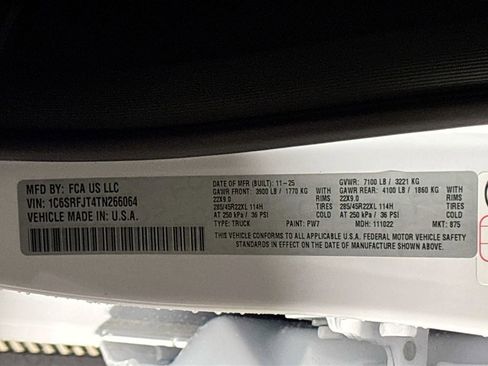 MFD BY: FCA US LLC
VIN: 1C6SRFJT4TN266064
VEHICLE MADE IN: U.S.A.
DATE OF MFR (BUILT): 11-25 GVWR: 7100 LB / 3221 KG
GAWR FRONT: 3900 LB / 1770 KG GAWR REAR: 4100 LB / 1860 KG
22X9.0 RIMS 22X9.0 RIMS
285/45R22XL 114H TIRES 285/45R22XL 114H TIRES
AT 250 kPa / 36 PSI COLD AT 250 kPa / 36 PSI COLD
TYPE: TRUCK PAINT: PW7 MDH: 111022 MKT: 875
THIS VEHICLE CONFORMS TO ALL APPLICABLE U.S.A. FEDERAL MOTOR VEHICLE SAFETY
STANDARDS IN EFFECT ON THE DATE OF MANUFACTURE SHOWN ABOVE.